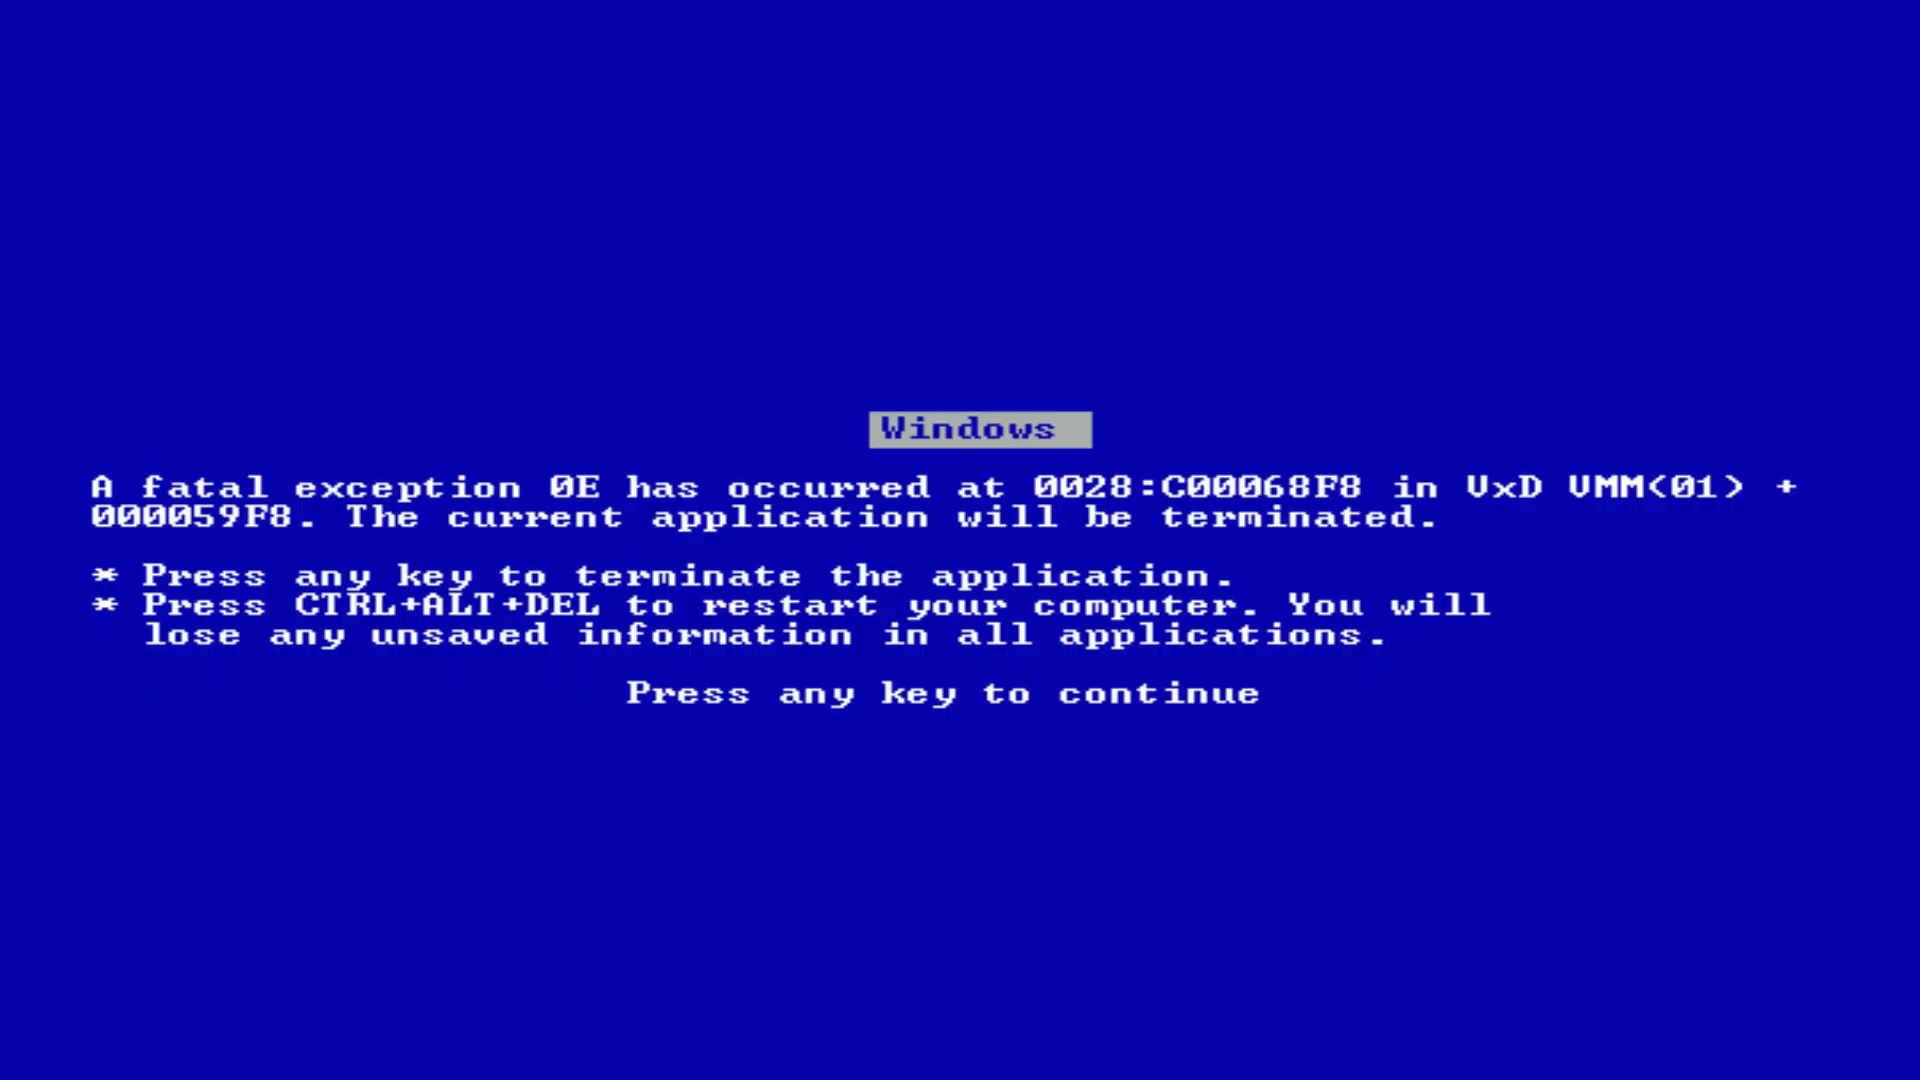 Windows
A fatal exception 0E has occurred at 0028:C00068F8 in VxD VMM(01) +
000059F8. The current application will be terminated.
* Press any key to terminate the application.
* Press CTRL+ALT+DEL to restart your computer. You will
lose any unsaved information in all applications.
Press any key to continue